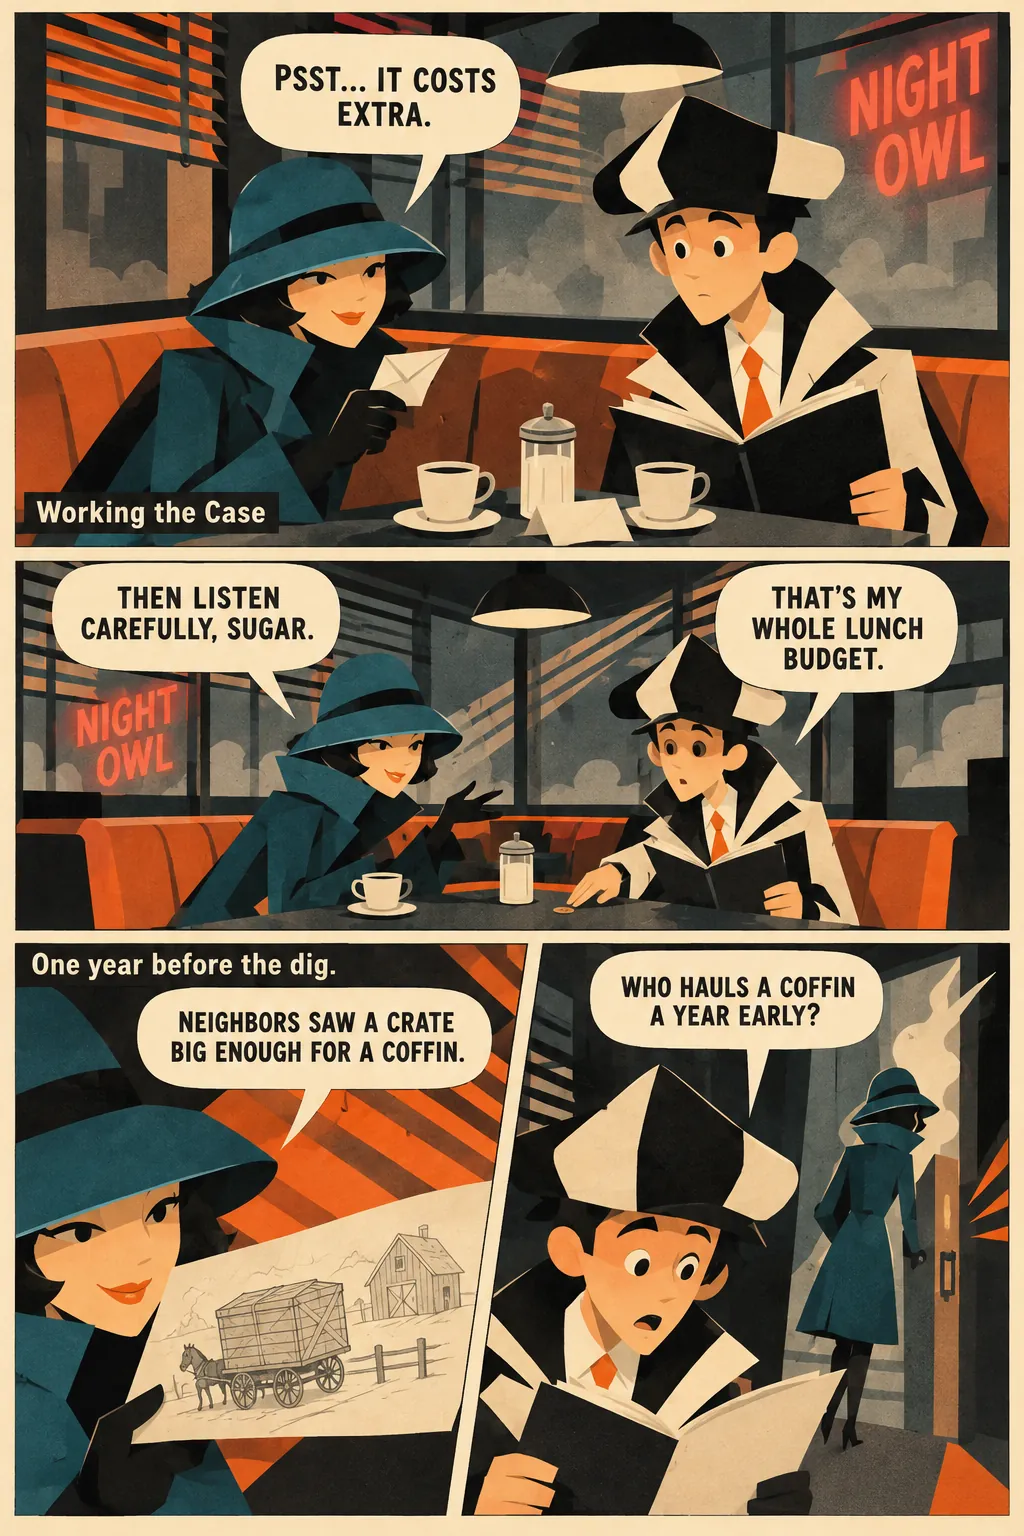 PSST... IT COSTS
EXTRA.
NIGHT
OWL
Working the Case
THEN LISTEN
CAREFULLY, SUGAR.
THAT'S MY
WHOLE LUNCH
BUDGET.
NIGHT
OWL
One year before the dig.
NEIGHBORS SAW A CRATE
BIG ENOUGH FOR A COFFIN.
WHO HAULS A COFFIN
A YEAR EARLY?